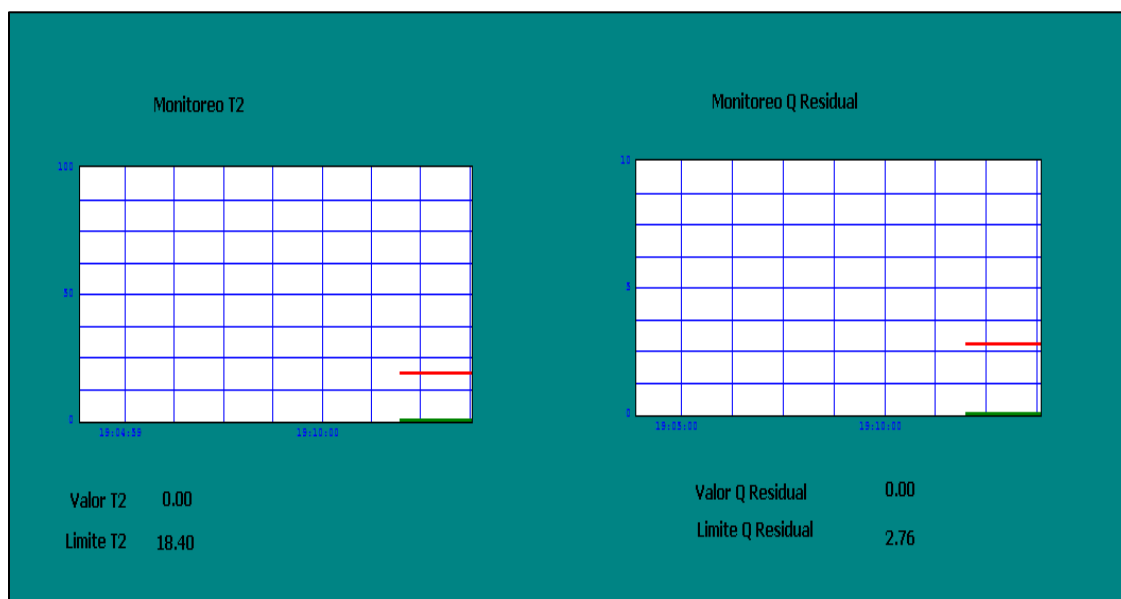 Monitoreo T2
100
50
0
19:04:59 19:10:00
Valor T2 0.00
Limite T2 18.40
Monitoreo Q Residual
10
5
0
19:05:00 19:10:00
Valor Q Residual 0.00
Limite Q Residual 2.76